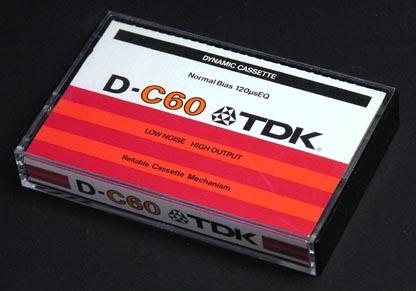 DYNAMIC CASSETTE
Normal Bias 120µsEQ
D-C60 TDK
LOW NOISE HIGH OUTPUT
Reliable Cassette Mechanism
D-C60 TDK